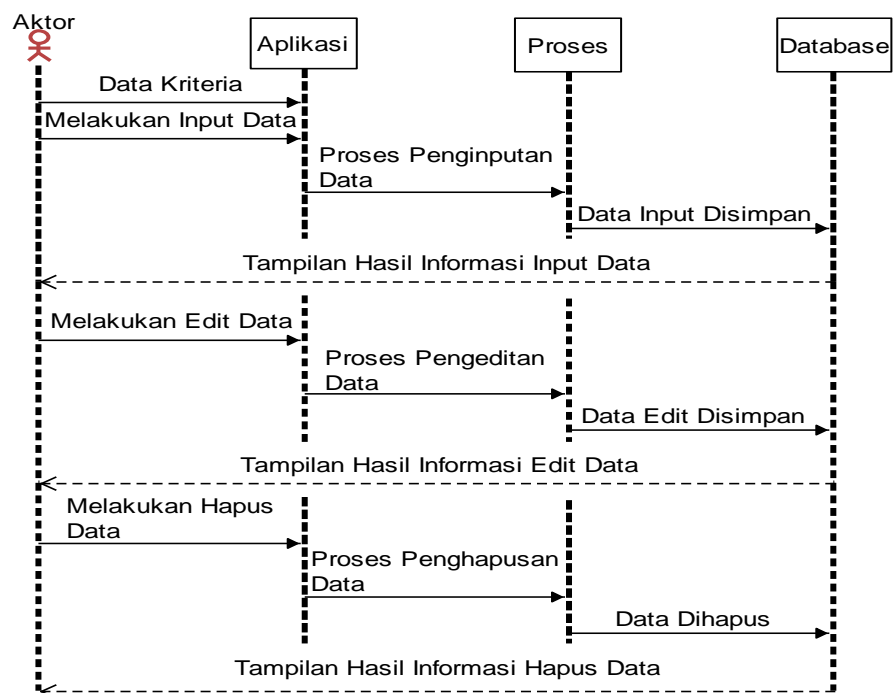 Aktor
Aplikasi
Proses
Database
Data Kriteria
Melakukan Input Data
Proses Penginputan
Data
Data Input Disimpan
Tampilan Hasil Informasi Input Data
Melakukan Edit Data
Proses Pengeditan
Data
Data Edit Disimpan
Tampilan Hasil Informasi Edit Data
Melakukan Hapus
Data
Proses Penghapusan
Data
Data Dihapus
Tampilan Hasil Informasi Hapus Data